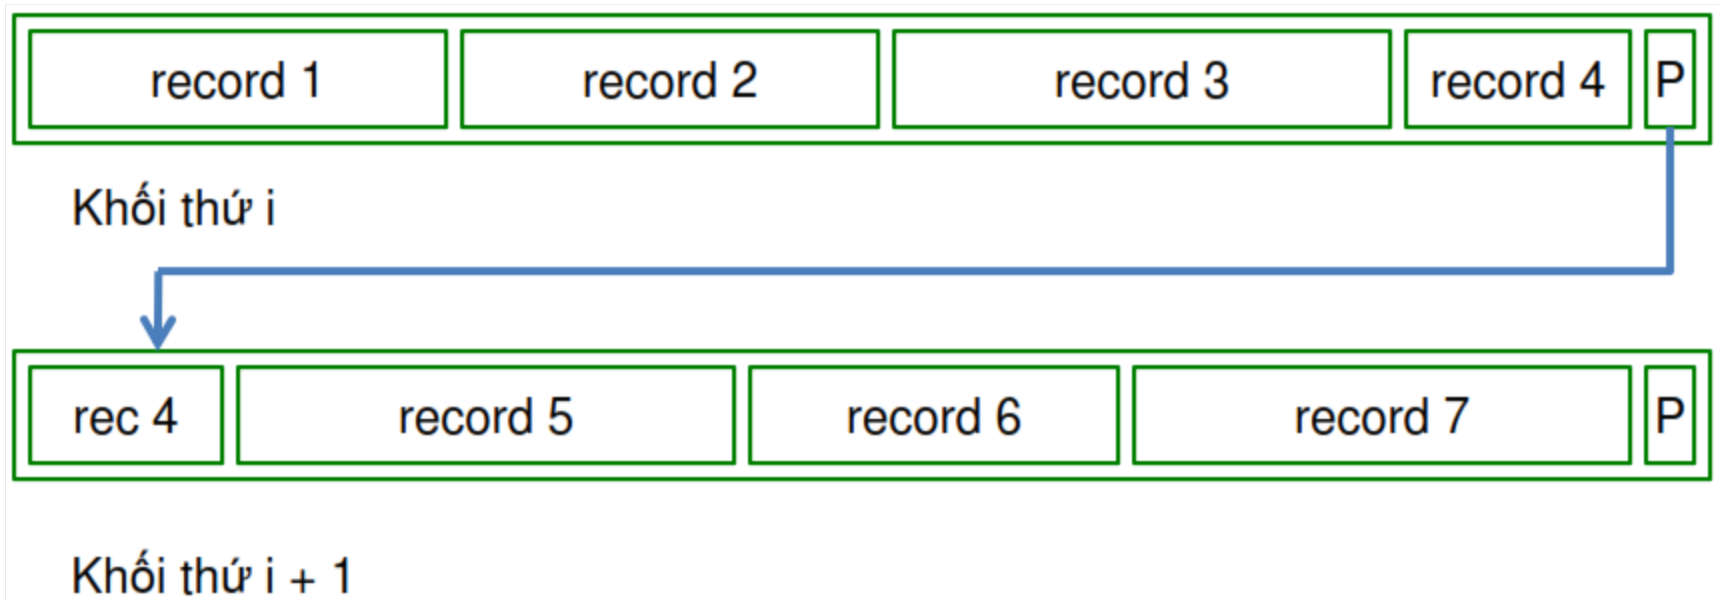 record 1 record 2 record 3 record 4 P
Khối thứ i
rec 4 record 5 record 6 record 7 P
Khối thứ i + 1